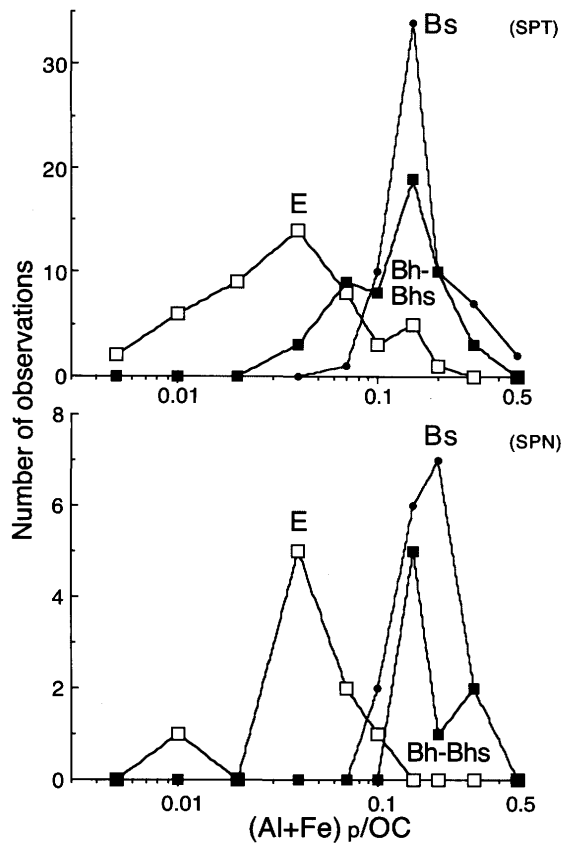 Number of observations
30
20
10
0
Bs
(SPT)
E
Bh-
Bhs
0.01
0.1
0.5
8
6
4
2
0
Bs
(SPN)
E
Bh-Bhs
0.01
0.1
0.5
(Al+Fe) p/OC